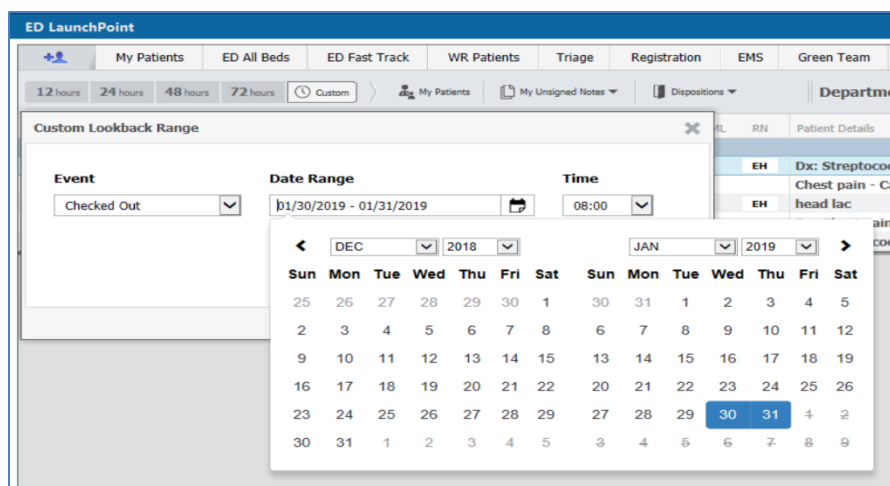 ED LaunchPoint
My Patients ED All Beds ED Fast Track WR Patients Triage Registration EMS Green Team
12 hours 24 hours 48 hours 72 hours Custom My Patients My Unsigned Notes Dispositions Departme
Custom Lookback Range
ML RN Patient Details
EH Dx: Streptococ
Chest pain - Ca
EH head lac
Event Date Range Time
Checked Out 01/30/2019 - 01/31/2019 08:00
DEC 2018 JAN 2019
Sun Mon Tue Wed Thu Fri Sat Sun Mon Tue Wed Thu Fri Sat
25 26 27 28 29 30 1 30 31 1 2 3 4 5
2 3 4 5 6 7 8 6 7 8 9 10 11 12
9 10 11 12 13 14 15 13 14 15 16 17 18 19
16 17 18 19 20 21 22 20 21 22 23 24 25 26
23 24 25 26 27 28 29 27 28 29 30 31 1 2
30 31 1 2 3 4 5 3 4 5 6 7 8 9